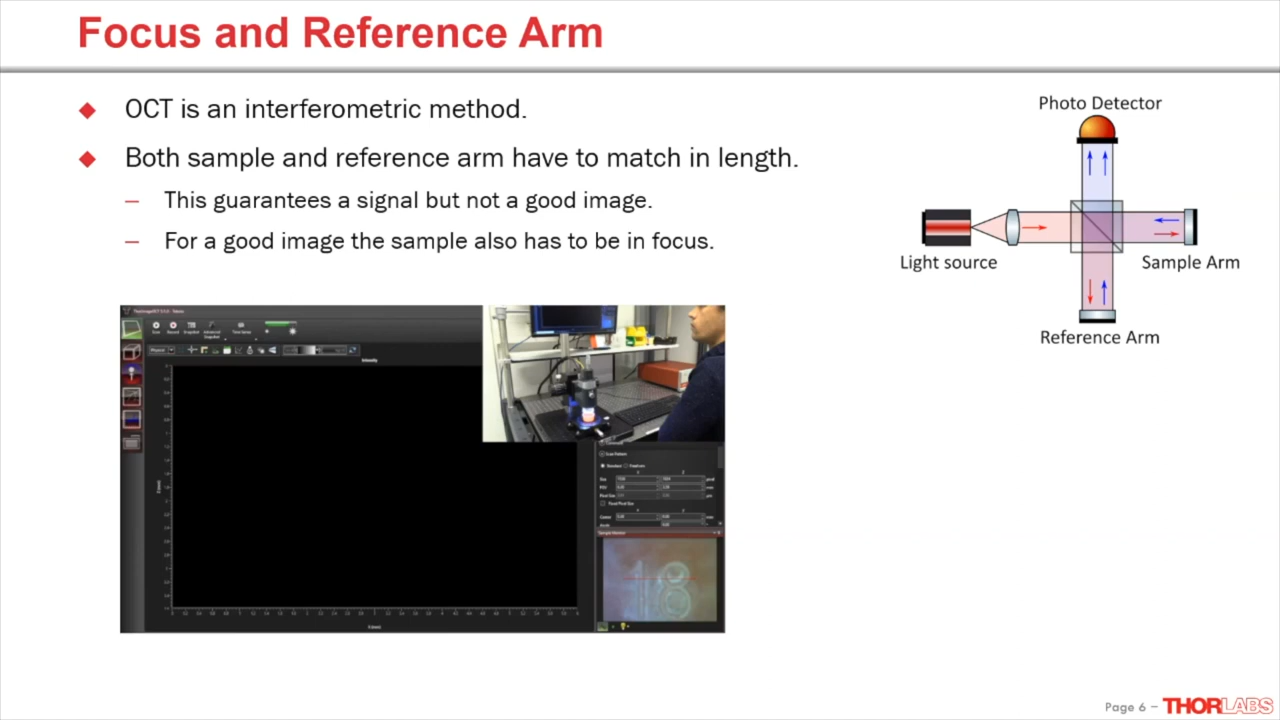 Focus and Reference Arm
OCT is an interferometric method.
Both sample and reference arm have to match in length.
– This guarantees a signal but not a good image.
– For a good image the sample also has to be in focus.
Photo Detector
Light source
Sample Arm
Reference Arm
Intensity
18
Page 6 –
THORLABS